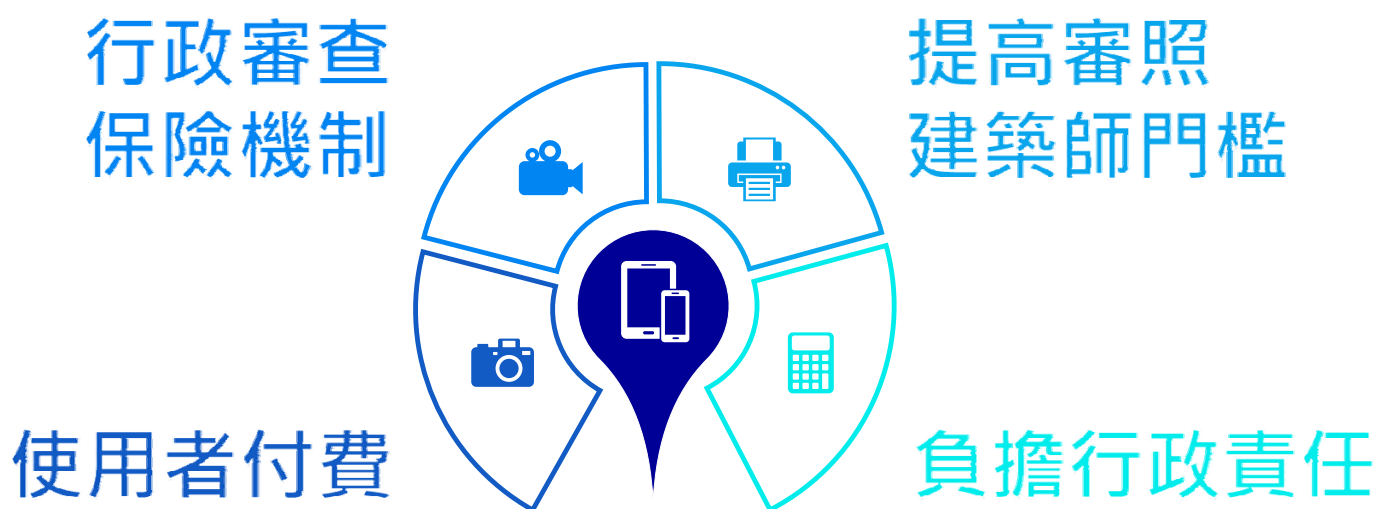 行政審查
保險機制
提高審照
建築師門檻
使用者付費
負擔行政責任